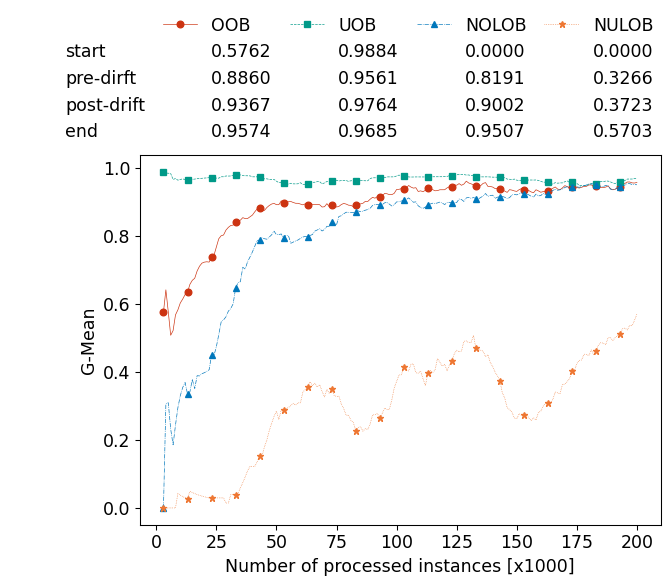 OOB UOB NOLOB NULOB
start 0.5762 0.9884 0.0000 0.0000
pre-dirft 0.8860 0.9561 0.8191 0.3266
post-drift 0.9367 0.9764 0.9002 0.3723
end 0.9574 0.9685 0.9507 0.5703
1.0
0.8
0.6
0.4
0.2
0.0
G-Mean
0 25 50 75 100 125 150 175 200
Number of processed instances [x1000]